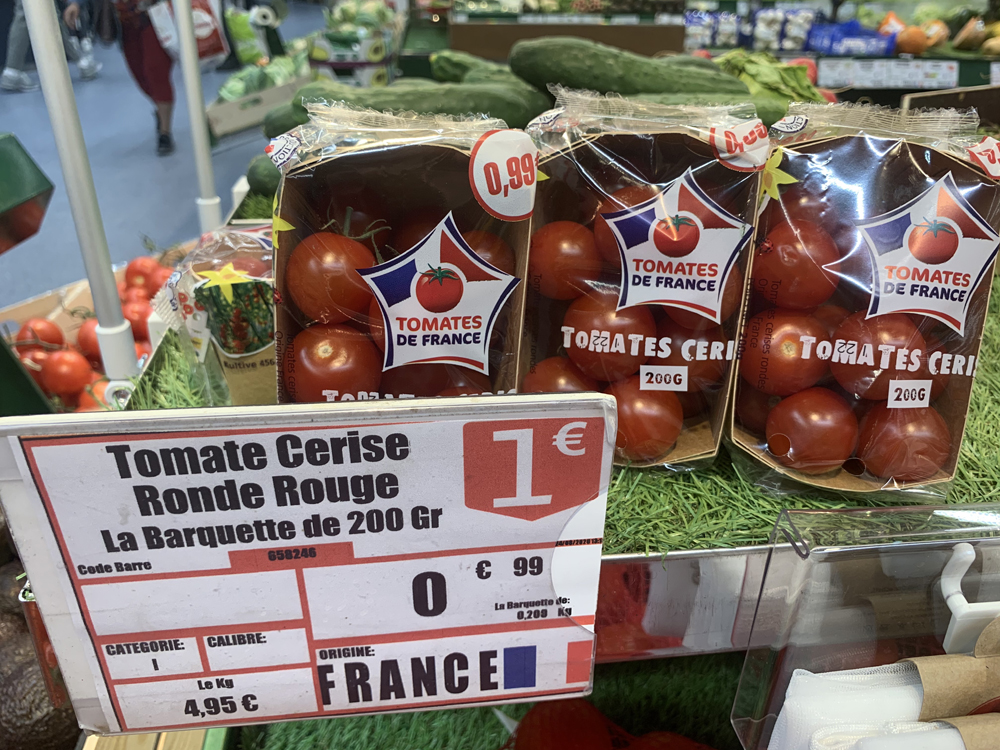 0,99
TOMATES
DE FRANCE
TOMATES
DE FRANCE
TOMATES CERI
200G
TOMATES
DE FRANCE
TOMATES CERIS
200G
Tomate Cerise
Ronde Rouge
La Barquette de 200 Gr
1€
Code Barre
658246
0 € 99
La Barquette de:
0,200 Kg
CATEGORIE:
I
CALIBRE:
Le Kg
4,95 €
ORIGINE:
FRANCE